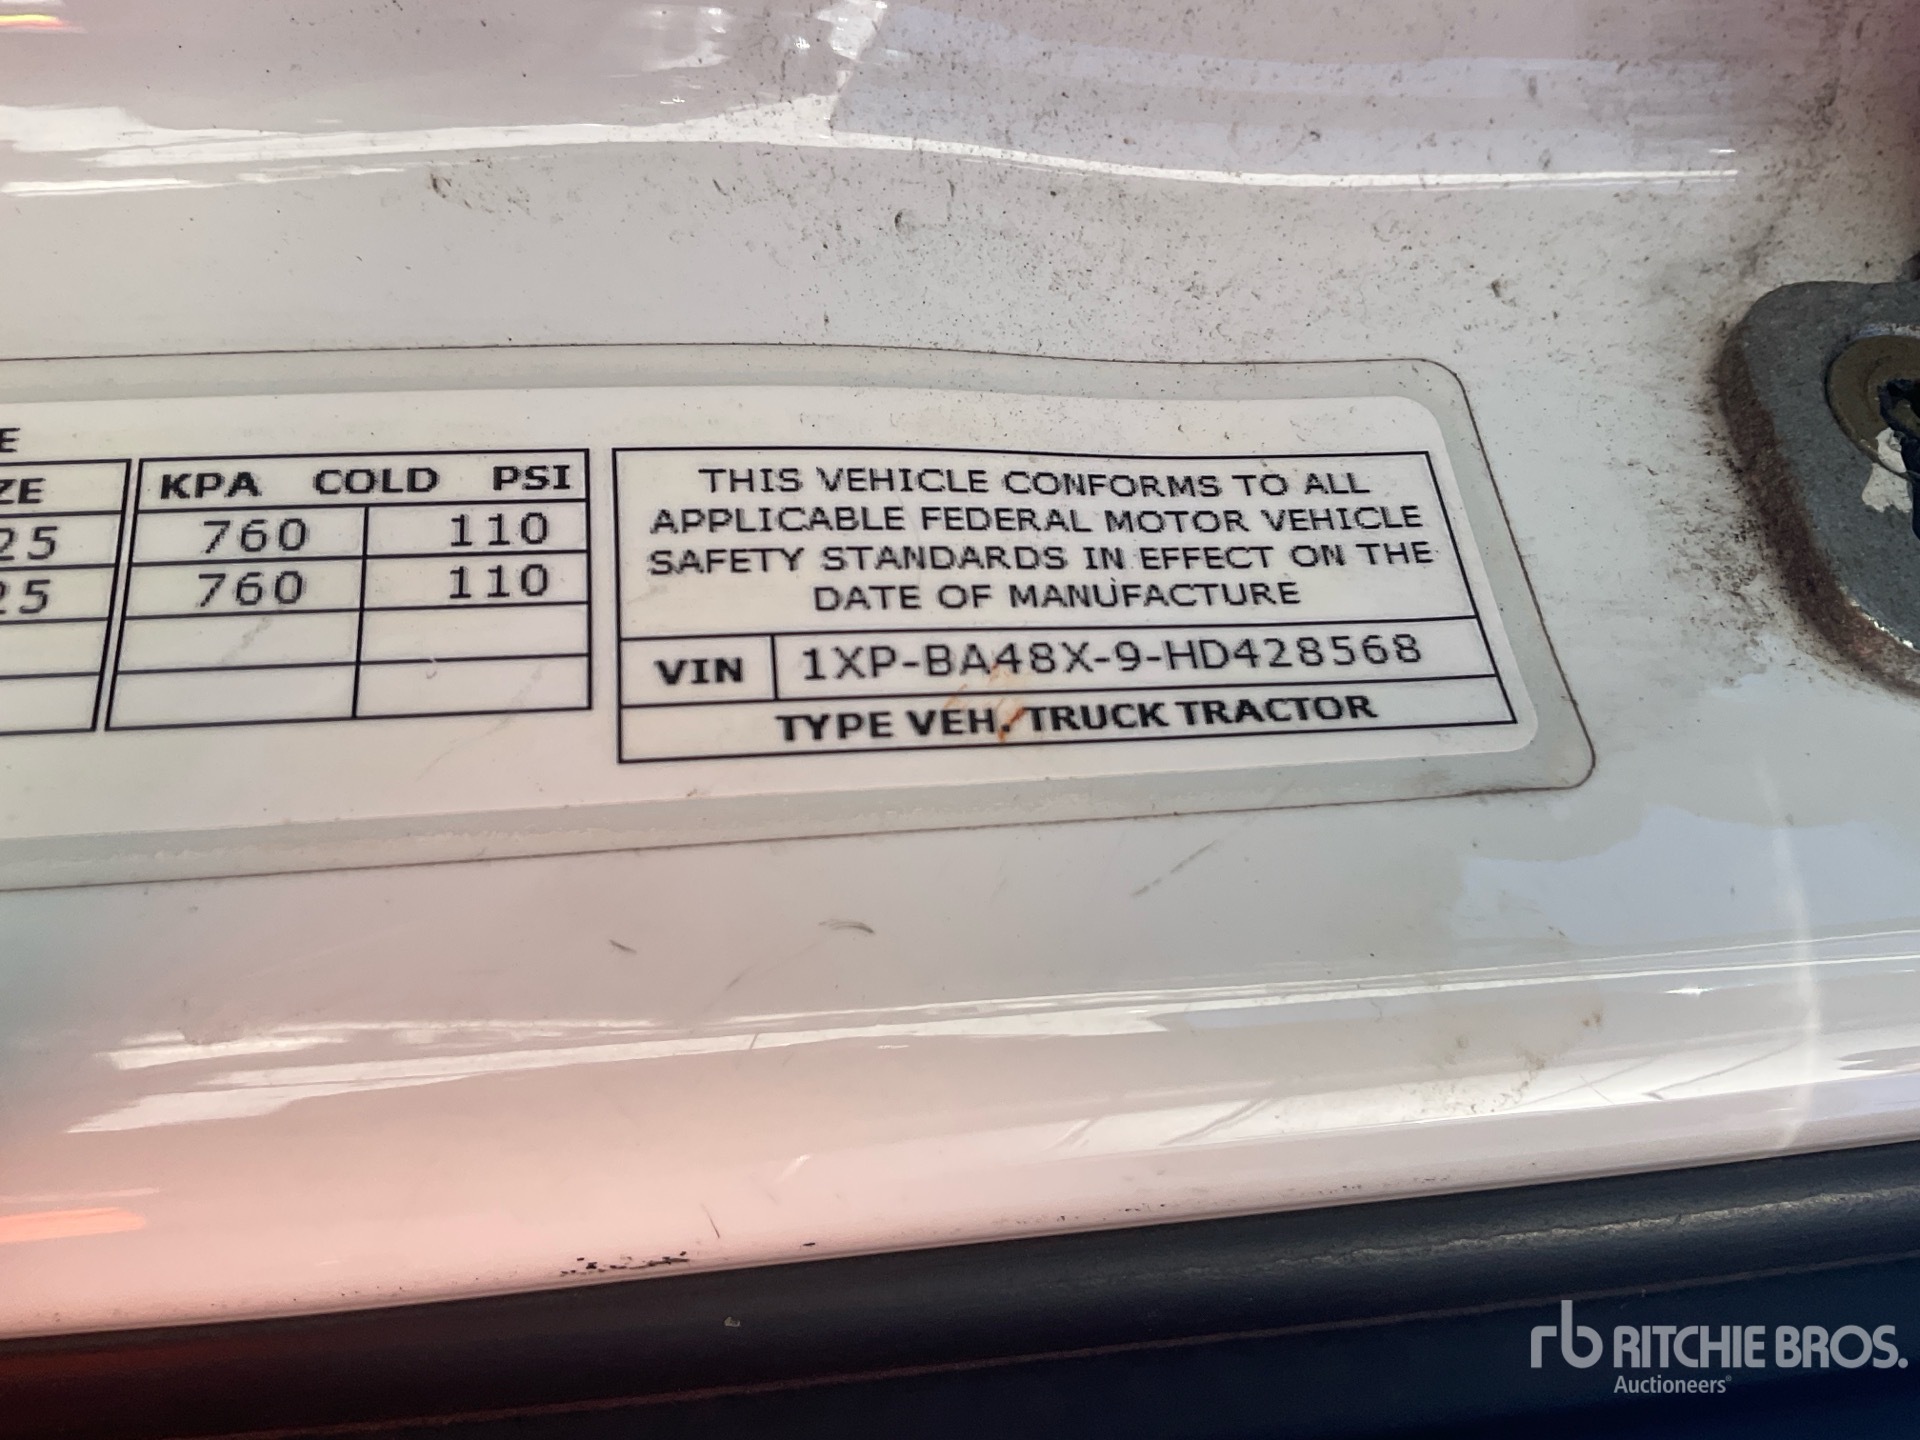 E
ZE
KPA COLD PSI
25 760 110
25 760 110
THIS VEHICLE CONFORMS TO ALL
APPLICABLE FEDERAL MOTOR VEHICLE
SAFETY STANDARDS IN EFFECT ON THE
DATE OF MANUFACTURE
VIN 1XP-BA48X-9-HD428568
TYPE VEH. TRUCK TRACTOR
rb RITCHIE BROS.
Auctioneers®